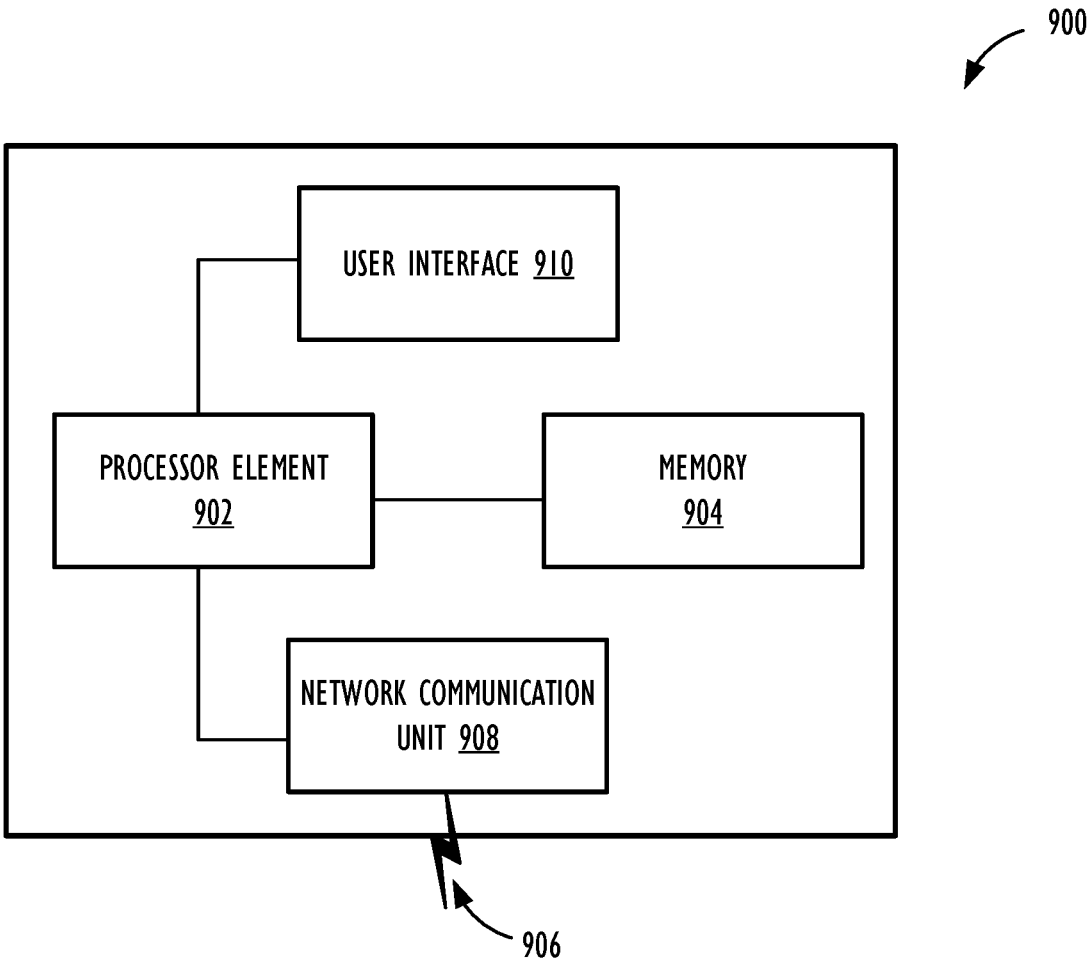 900
USER INTERFACE 910
PROCESSOR ELEMENT
902
MEMORY
904
NETWORK COMMUNICATION
UNIT 908
906